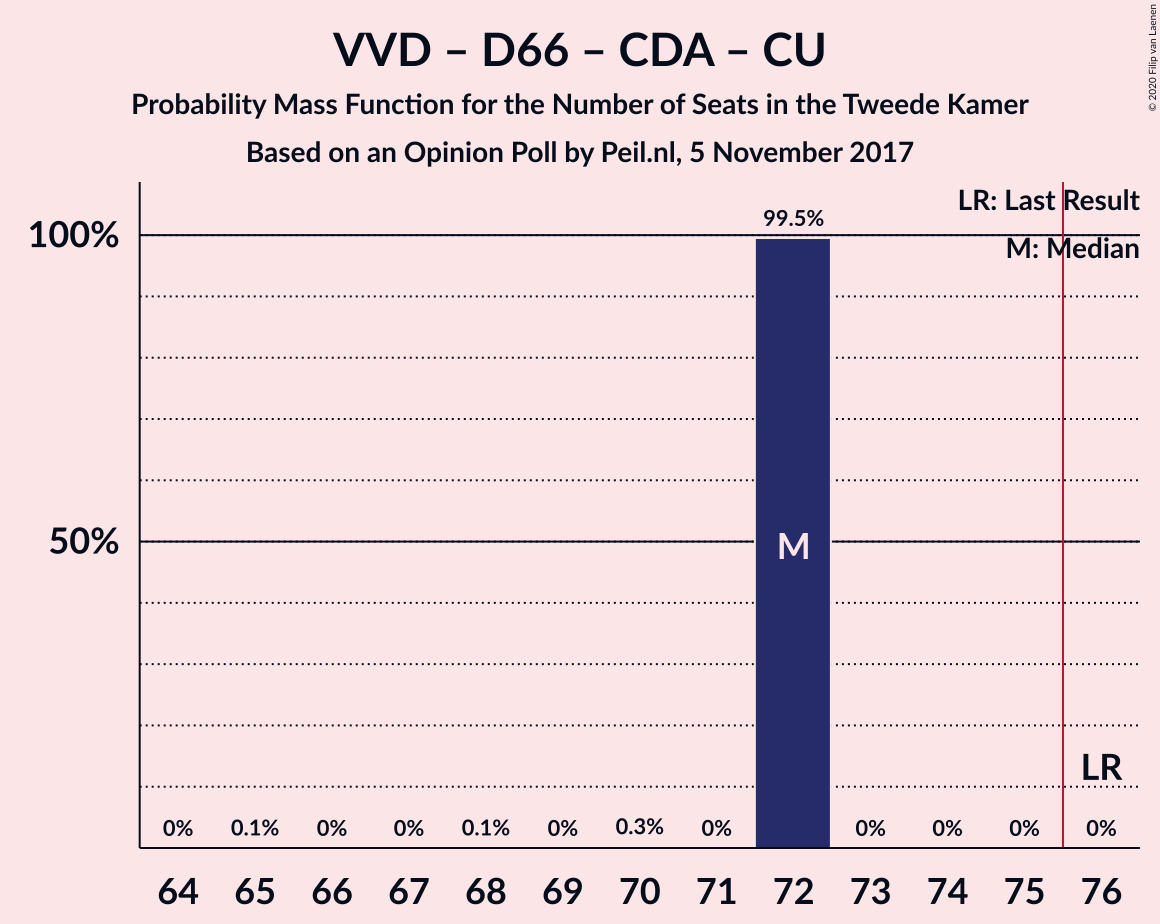 VVD – D66 – CDA – CU
Probability Mass Function for the Number of Seats in the Tweede Kamer
Based on an Opinion Poll by Peil.nl, 5 November 2017
© 2020 Filip van Laenen
LR: Last Result
M: Median
100%
50%
99.5%
M
LR
0% 0.1% 0% 0% 0.1% 0% 0.3% 0% 0% 0% 0% 0%
64 65 66 67 68 69 70 71 72 73 74 75 76